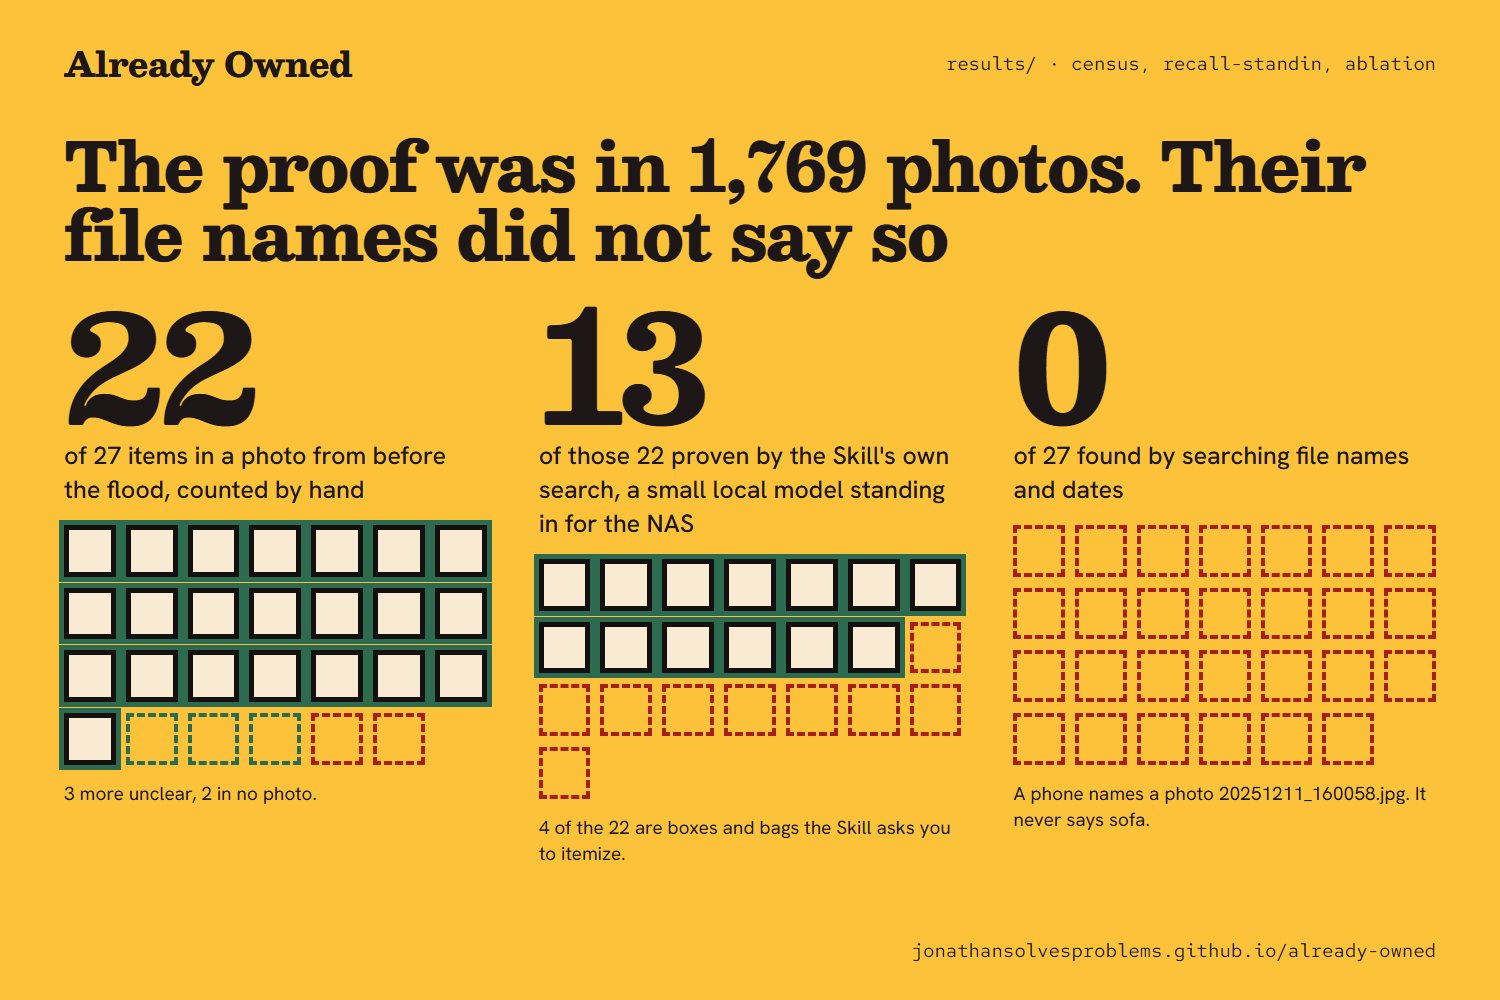 Already Owned
results/ · census, recall-standin, ablation
The proof was in 1,769 photos. Their
file names did not say so
22
of 27 items in a photo from before
the flood, counted by hand
3 more unclear, 2 in no photo.
13
of those 22 proven by the Skill's own
search, a small local model standing
in for the NAS
4 of the 22 are boxes and bags the Skill asks you
to itemize.
0
of 27 found by searching file names
and dates
A phone names a photo 20251211_160058.jpg. It
never says sofa.
jonathansolvesproblems.github.io/already-owned